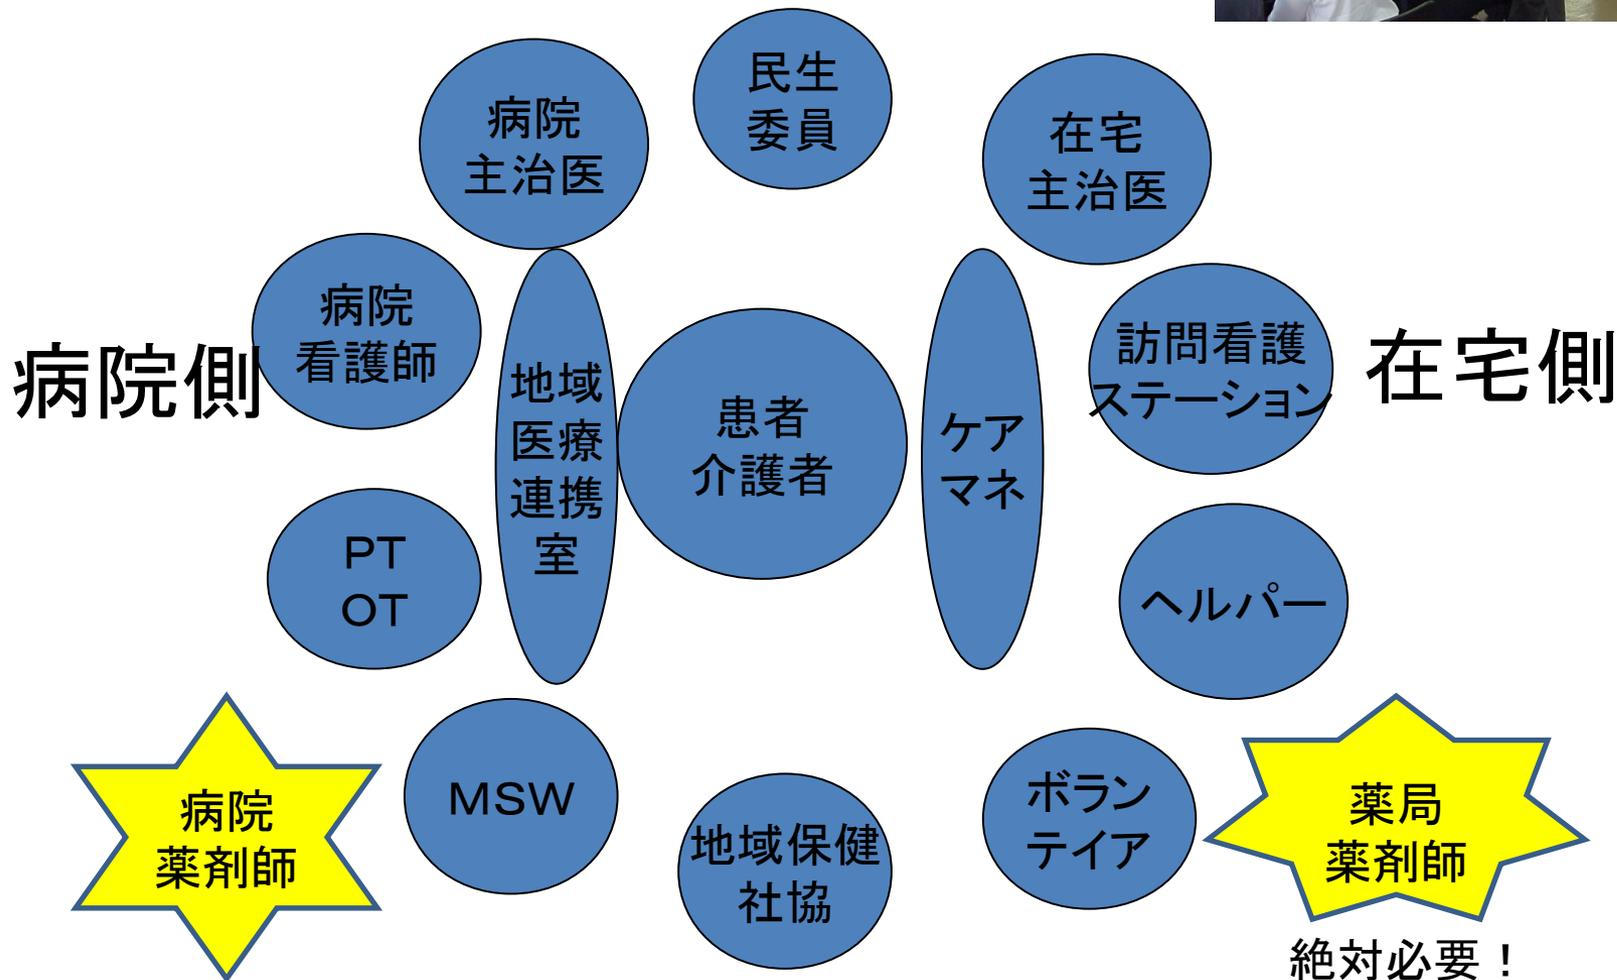 民生
委員
病院
主治医
在宅
主治医
病院
看護師
病院側
訪問看護
ステーション
在宅側
地域
医療
連携
室
患者
介護者
ケア
マネ
PT
OT
ヘルパー
病院
薬剤師
MSW
地域保健
社協
ボラン
テイア
薬局
薬剤師
絶対必要！